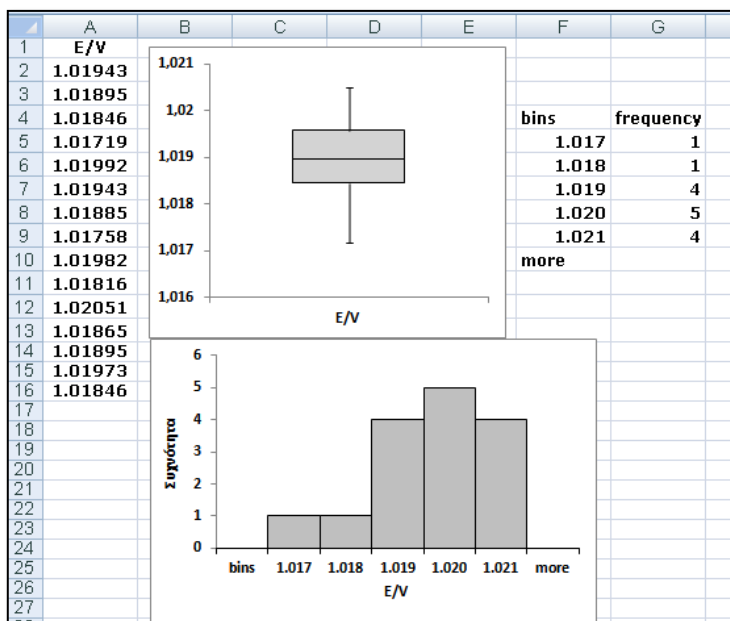 A B C D E F G
1 E/V
2 1.01943
3 1.01895
4 1.01846 bins frequency
5 1.01719 1.017 1
6 1.01992 1.018 1
7 1.01943 1.019 4
8 1.01885 1.020 5
9 1.01758 1.021 4
10 1.01982 more
11 1.01816
12 1.02051
13 1.01865
14 1.01895
15 1.01973
16 1.01846
17
18
19
20
21
22
23
24
25
26
27
1,021
1,02
1,019
1,018
1,017
1,016
E/V
Συχνότητα
6
5
4
3
2
1
0
bins 1.017 1.018 1.019 1.020 1.021 more
E/V